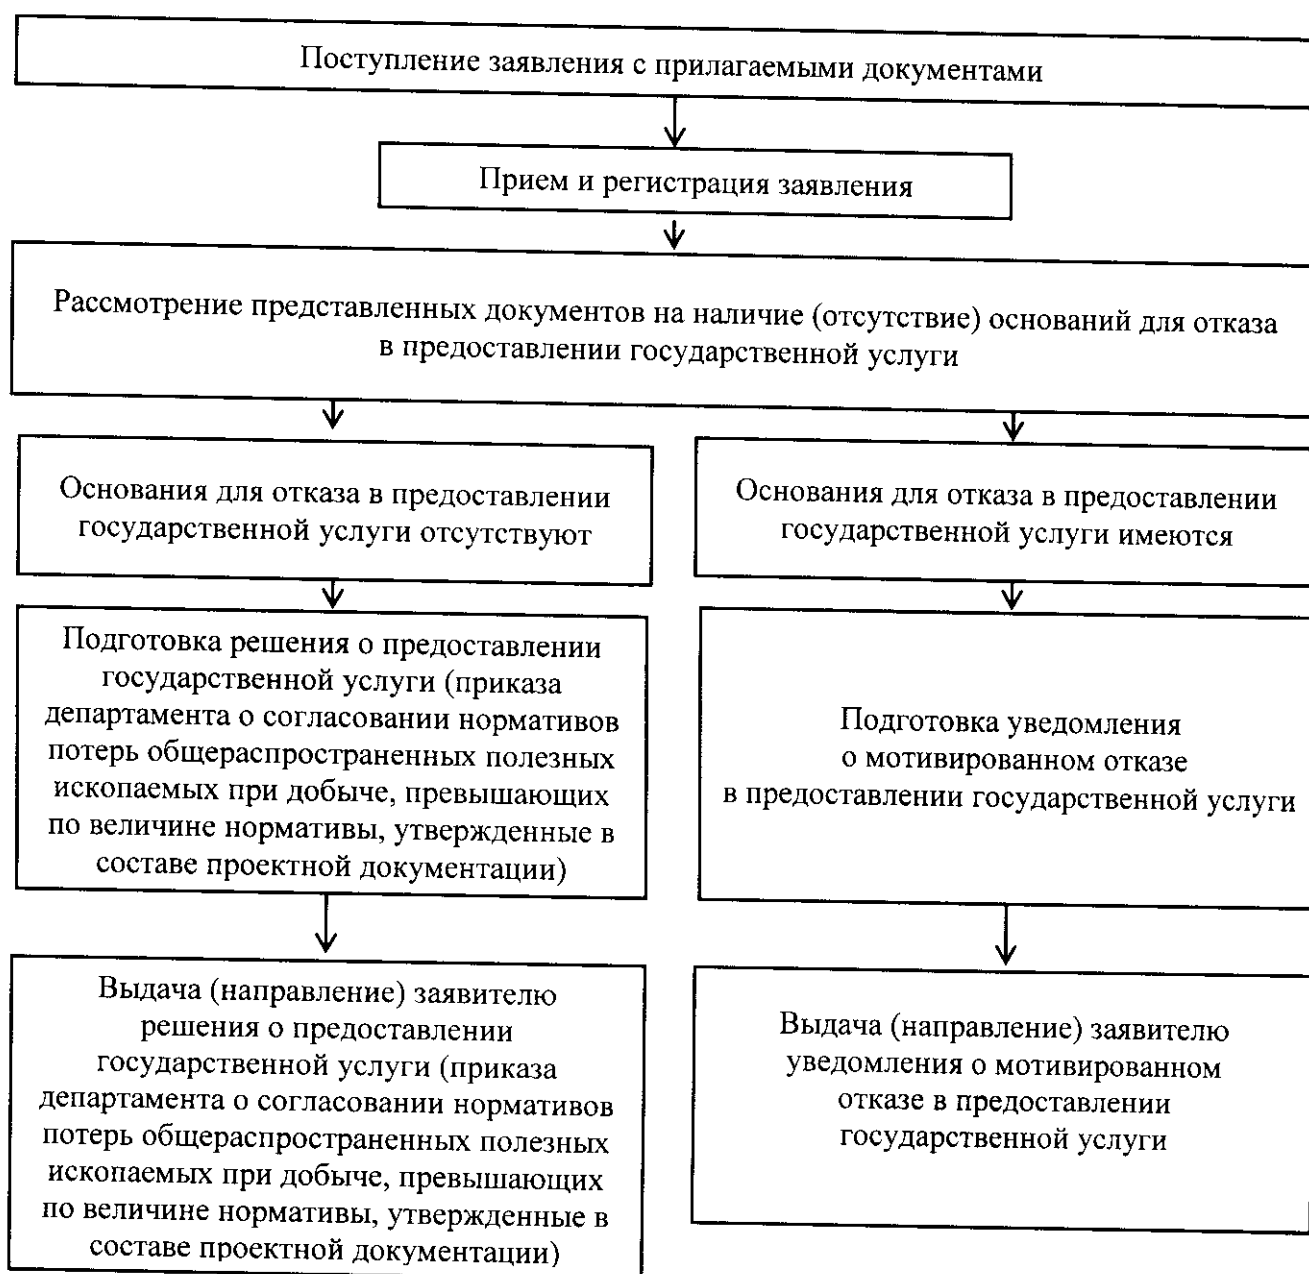 Поступление заявления с прилагаемыми документами
Прием и регистрация заявления
Рассмотрение представленных документов на наличие (отсутствие) оснований для отказа
в предоставлении государственной услуги
Основания для отказа в предоставлении
государственной услуги отсутствуют
Основания для отказа в предоставлении
государственной услуги имеются
Подготовка решения о предоставлении
государственной услуги (приказа
департамента о согласовании нормативов
потерь общераспространенных полезных
ископаемых при добыче, превышающих
по величине нормативы, утвержденные в
составе проектной документации)
Подготовка уведомления
о мотивированном отказе
в предоставлении государственной услуги
Выдача (направление) заявителю
решения о предоставлении
государственной услуги (приказа
департамента о согласовании нормативов
потерь общераспространенных полезных
ископаемых при добыче, превышающих
по величине нормативы, утвержденные в
составе проектной документации)
Выдача (направление) заявителю
уведомления о мотивированном
отказе в предоставлении
государственной услуги